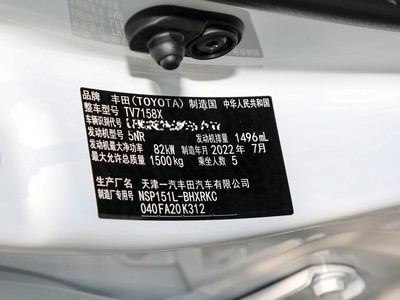 品牌 丰田(TOYOTA) 制造国 中华人民共和国
整车型号 TV7158X
车辆识别代号
发动机型号 5NR 发动机排量 1496mL
发动机最大净功率 82kW 制造年月 2022年7月
最大允许总质量 1500kg 乘坐人数 5
生产厂名 天津一汽丰田汽车有限公司
制造厂专用号 NSP151L-BHXRKC
040FA20K312